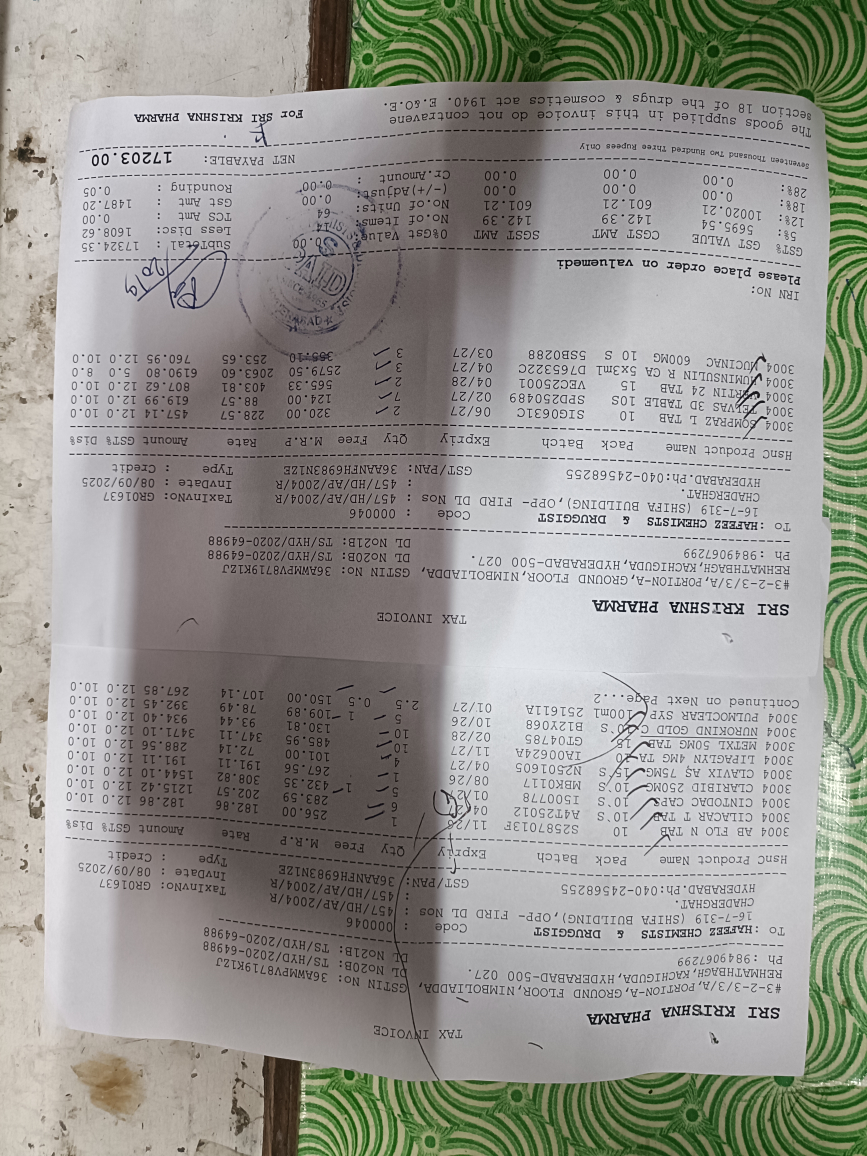 TAX INVOICE
SRI KRISHNA PHARMA
#3-2-3/3/A, PORTION-A, GROUND FLOOR, NIMBOLIADDA, GSTIN No: 36AWMPV8719K1ZJ
REHMATHBAGH, KACHIGUDA, HYDERABAD-500 027. DL No20B: TS/HYD/2020-64988
Ph : 9849067299 DL No21B: TS/HYD/2020-64988
To : HAFEEZ CHEMISTS & DRUGGIST Code : 000046
16-7-319 (SHIFA BUILDING), OPP- FIRD DL Nos : 457/HD/AP/2004/R TaxInvNo: GR01637
CHADERGHAT. : 457/HD/AP/2004/R InvDate : 08/09/2025
HYDERABAD. Ph:040-24568255 GST/PAN: 36AANFH6983N1ZE Type : Credit
Hsnc Product Name Pack Batch Expriy Qty Free M.R.P Rate Amount GST% Dis%
3004 AB FLO N TAB 10 S2587013F 11/26 1 256.00 182.86 182.86 12.0 10.0
3004 CILACAR T TAB 10'S A4TZ5012 04/27 6 283.59 202.57 1215.42 12.0 10.0
3004 CINTODAC CAPS 10'S I500778 01/27 5 1 432.35 308.82 1544.10 12.0 10.0
3004 CLARIBID 250MG 10'S MBKR0117 08/26 1 267.56 191.11 191.11 12.0 10.0
3004 CLAVIX AS 75MG 15'S N2501605 04/27 4 101.00 72.14 288.56 12.0 10.0
3004 LIPAGLYN 4MG TA 10 IA00624A 11/27 10 485.95 347.11 3471.10 12.0 10.0
3004 METXL 50MG TAB 15 GT04785 02/28 10 130.81 93.44 934.40 12.0 10.0
3004 NUROKIND GOLD C 10'S B12Y068 10/26 5 1 109.89 78.49 392.45 12.0 10.0
3004 PULMOCLEAR SYP 100ml 2516114 01/27 2.5 0.5 150.00 107.14 267.85 12.0 10.0
Continued on Next Page...2
TAX INVOICE
SRI KRISHNA PHARMA
#3-2-3/3/A, PORTION-A, GROUND FLOOR, NIMBOLIADDA, GSTIN No: 36AWMPV8719K1ZJ
REHMATHBAGH, KACHIGUDA, HYDERABAD-500 027. DL No20B: TS/HYD/2020-64988
Ph : 9849067299 DL No21B: TS/HYD/2020-64988
To : HAFEEZ CHEMISTS & DRUGGIST Code : 000046
16-7-319 (SHIFA BUILDING), OPP- FIRD DL Nos : 457/HD/AP/2004/R TaxInvNo: GR01637
CHADERGHAT. : 457/HD/AP/2004/R InvDate : 08/09/2025
HYDERABAD. Ph:040-24568255 GST/PAN: 36AANFH6983N1ZE Type : Credit
Hsnc Product Name Pack Batch Expriy Qty Free M.R.P Rate Amount GST% Dis%
3004 SOMPRAZ L TAB 10 SIG0631C 06/27 2 320.00 228.57 457.14 12.0 10.0
3004 TELVAS 3D TABLE 10S SPD250489 02/27 7 124.00 88.57 619.99 12.0 10.0
3004 VERTIN 24 TAB 15 VEC25001 04/28 2 565.33 403.81 807.62 12.0 10.0
3004 HUMINSULIN R CA 5x3ml D76532C 04/27 3 2579.50 2063.60 6190.80 5.0 8.0
3004 MUCINAC 600MG 10 S 5SB0288 03/27 3 355.10 253.65 760.95 12.0 10.0
IRN No:
Please order on place valuemedi
GST% GST VALUE CGST AMT SGST AMT 0%Gst Value: 0.00 SubTotal : 17324.35
5%: 5695.54 142.39 142.39 No.of Items: 14 Less Disc: 1608.62
12%: 10020.21 601.21 601.21 No.of Units: 64 TCS Amt : 0.00
18%: 0.00 0.00 0.00 (-/+)Adjust: 0.00 Gst Amt : 1487.20
28%: 0.00 0.00 0.00 Cr.Amount : 0.00 Rounding : 0.05
Seventeen Thousand Two Hundred Three Rupees Only NET PAYABLE: 17203.00
The goods supplied in this invoice do not contravene For SRI KRISHNA PHARMA
section 18 of the drugs & cosmetics act 1940. E.&O.E.